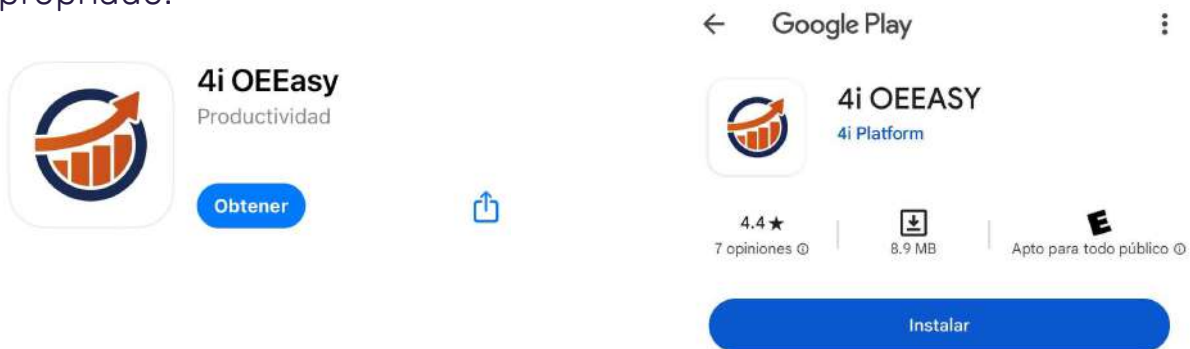 propriado.
4i OEEasy
Productividad
Obtener
Google Play
4i OEEASY
4i Platform
4.4★
7 opiniones
8.9 MB
E
Apto para todo público
Instalar